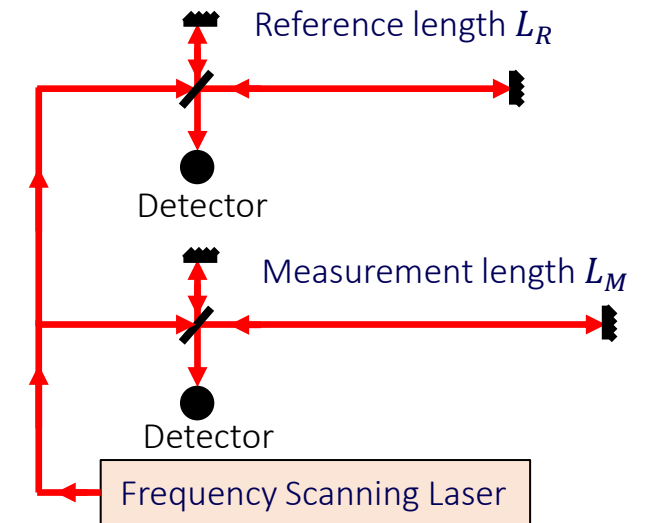 Reference length L_R
Detector
Measurement length L_M
Detector
Frequency Scanning Laser